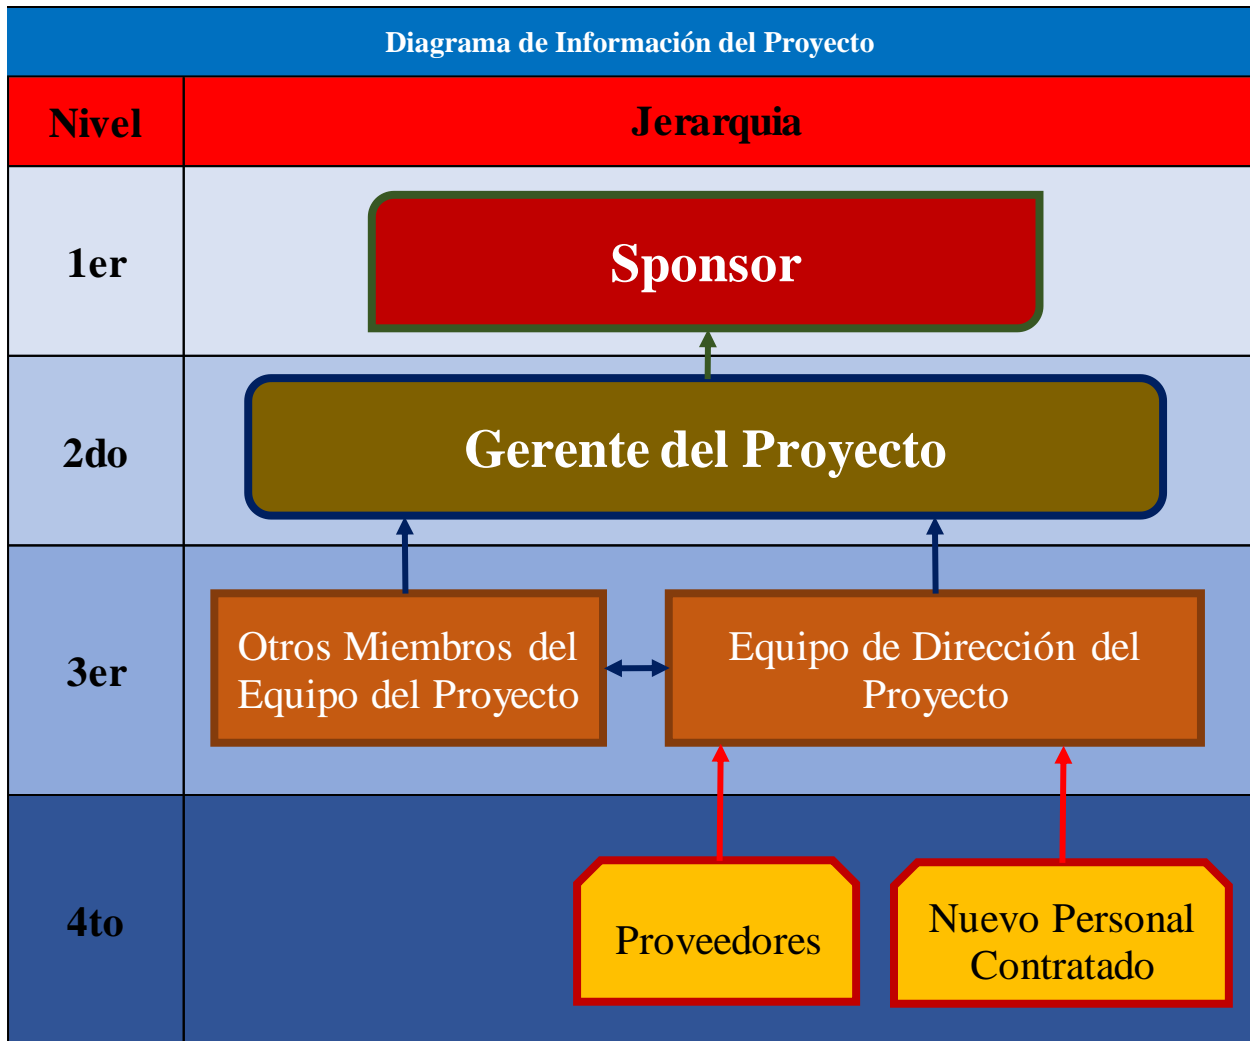 Diagrama de Información del Proyecto
Nivel
Jerarquia
1er
Sponsor
2do
Gerente del Proyecto
3er
Otros Miembros del
Equipo del Proyecto
Equipo de Dirección del
Proyecto
4to
Proveedores
Nuevo Personal
Contratado